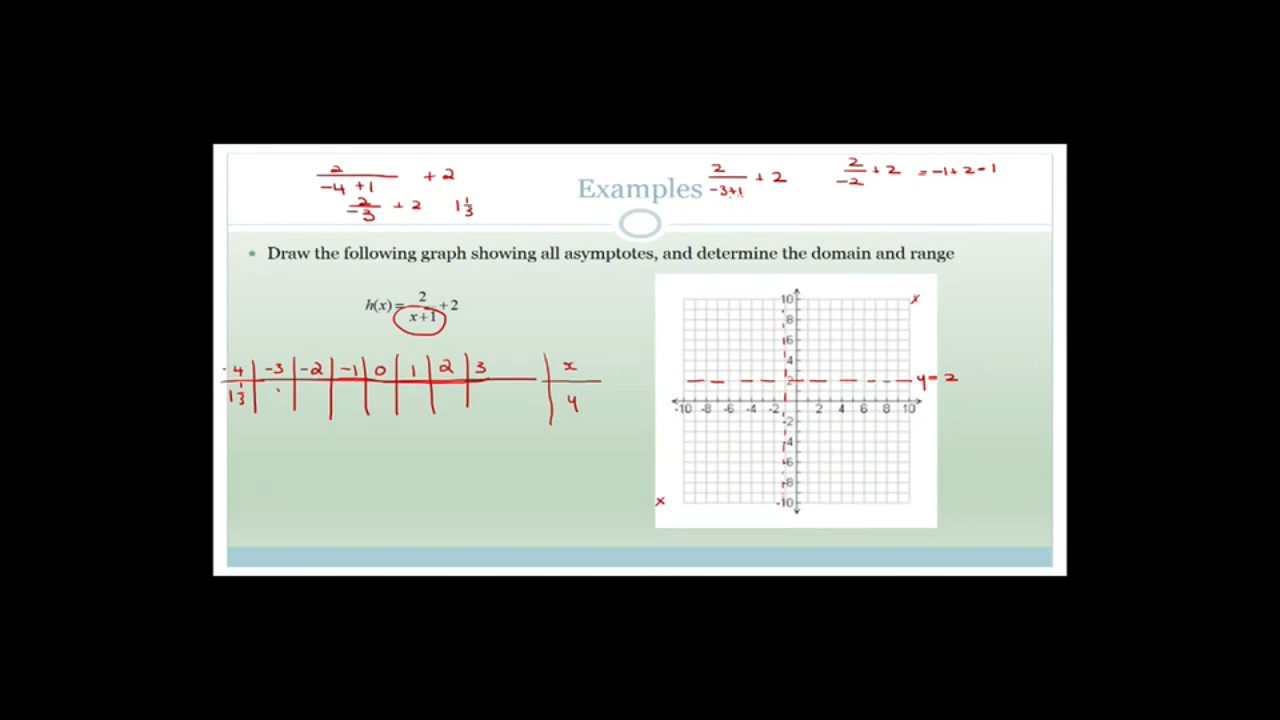 2/(-4 +1) + 2
2/-3 + 2 1 1/3
2/(-3+1) + 2
2/-2 + 2 = -1 + 2 = 1
Examples
Draw the following graph showing all asymptotes, and determine the domain and range
h(x) = 2/(x+1) + 2
-4 -3 -2 -1 0 1 2 3 x
1 1/3 y
x
10
8
6
4
2 y = 2
-10 -8 -6 -4 -2 2 4 6 8 10
-2
-4
-6
-8
x -10